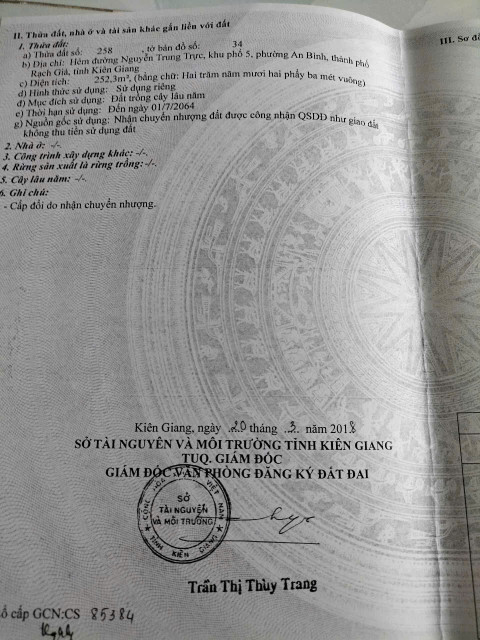 II. Thửa đất, nhà ở và tài sản khác gắn liền với đất
III. Sơ đồ
1. Thửa đất:
a) Thửa đất số: 258 , tờ bản đồ số: 34
b) Địa chỉ: Hẻm đường Nguyễn Trung Trực, khu phố 5, phường An Bình, thành phố
Rạch Giá, tỉnh Kiên Giang
c) Diện tích: 252.3m², (bằng chữ: Hai trăm năm mươi hai phẩy ba mét vuông)
d) Hình thức sử dụng: Sử dụng riêng
đ) Mục đích sử dụng: Đất trồng cây lâu năm
e) Thời hạn sử dụng: Đến ngày 01/7/2064
g) Nguồn gốc sử dụng: Nhận chuyển nhượng đất được công nhận QSDĐ như giao đất
không thu tiền sử dụng đất
2. Nhà ở: -/-
3. Công trình xây dựng khác: -/-.
4. Rừng sản xuất là rừng trồng: -/-.
5. Cây lâu năm: -/-.
6. Ghi chú:
- Cấp đổi do nhận chuyển nhượng.
Kiên Giang, ngày 20 tháng .3. năm 2018
SỞ TÀI NGUYÊN VÀ MÔI TRƯỜNG TỈNH KIÊN GIANG
TUQ. GIÁM ĐỐC
GIÁM ĐỐC VĂN PHÒNG ĐĂNG KÝ ĐẤT ĐAI
CỘNG HÒA VIỆT NAM
SỞ
TÀI NGUYÊN
VÀ MÔI TRƯỜNG
TỈNH KIÊN GIANG
Trần Thị Thùy Trang
ổ cấp GCN:CS 85384